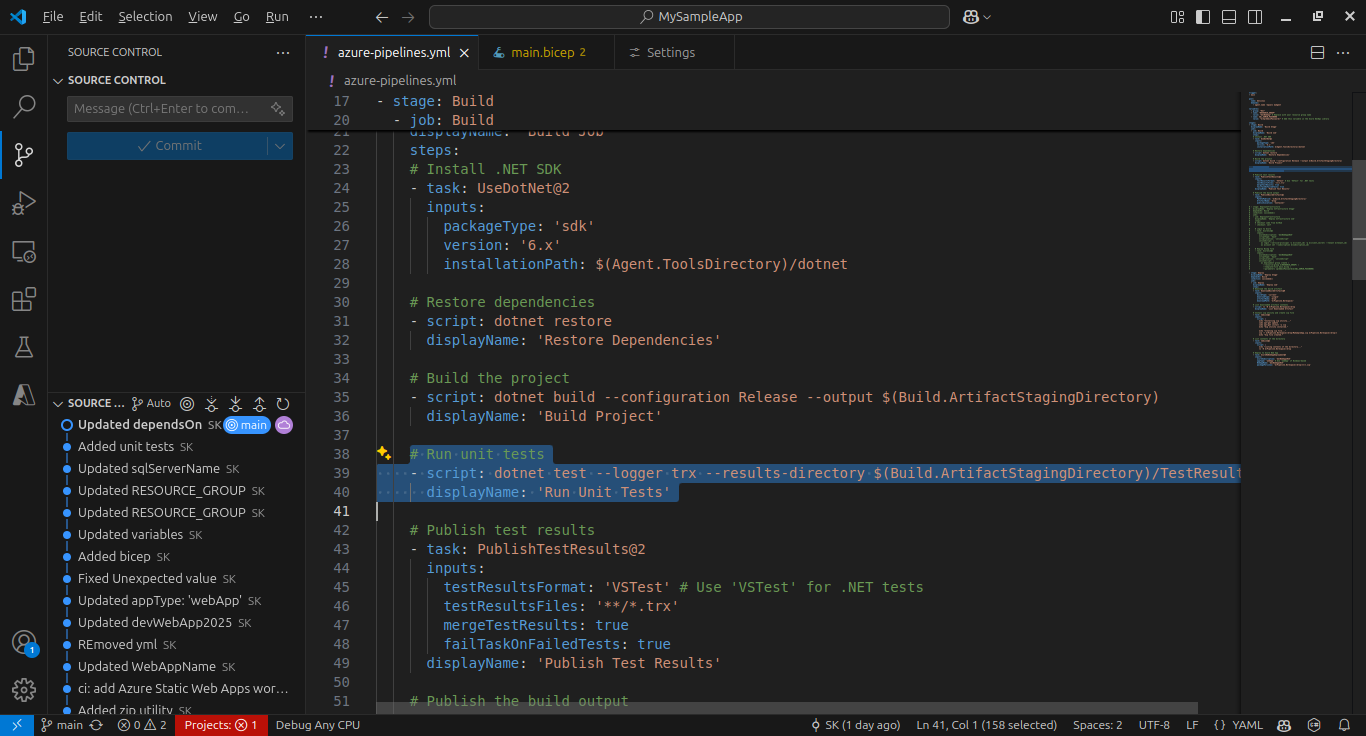 File Edit Selection View Go Run ···
MySampleApp
SOURCE CONTROL
SOURCE CONTROL
Message (Ctrl+Enter to com…
Commit
SOURCE … Auto
Updated dependsOn SK main
Added unit tests SK
Updated sqlServerName SK
Updated RESOURCE_GROUP SK
Updated RESOURCE_GROUP SK
Updated variables SK
Added bicep SK
Fixed Unexpected value SK
Updated appType: 'webApp' SK
Updated devWebApp2025 SK
REmoved yml SK
Updated WebAppName SK
ci: add Azure Static Web Apps wor…
Added zip utility SK
1
! azure-pipelines.yml
main.bicep 2
Settings
! azure-pipelines.yml
17 - stage: Build
20 - job: Build
21 displayName: 'Build Job'
22 steps:
23 # Install .NET SDK
24 - task: UseDotNet@2
25 inputs:
26 packageType: 'sdk'
27 version: '6.x'
28 installationPath: $(Agent.ToolsDirectory)/dotnet
29
30 # Restore dependencies
31 - script: dotnet restore
32 displayName: 'Restore Dependencies'
33
34 # Build the project
35 - script: dotnet build --configuration Release --output $(Build.ArtifactStagingDirectory)
36 displayName: 'Build Project'
37
38 # Run unit tests
39 - script: dotnet test --logger trx --results-directory $(Build.ArtifactStagingDirectory)/TestResult
40 displayName: 'Run Unit Tests'
41
42 # Publish test results
43 - task: PublishTestResults@2
44 inputs:
45 testResultsFormat: 'VSTest' # Use 'VSTest' for .NET tests
46 testResultsFiles: '**/*.trx'
47 mergeTestResults: true
48 failTaskOnFailedTests: true
49 displayName: 'Publish Test Results'
50
51 # Publish the build output
main 0 2 Projects: 1 Debug Any CPU SK (1 day ago) Ln 41, Col 1 (158 selected) Spaces: 2 UTF-8 LF {} YAML